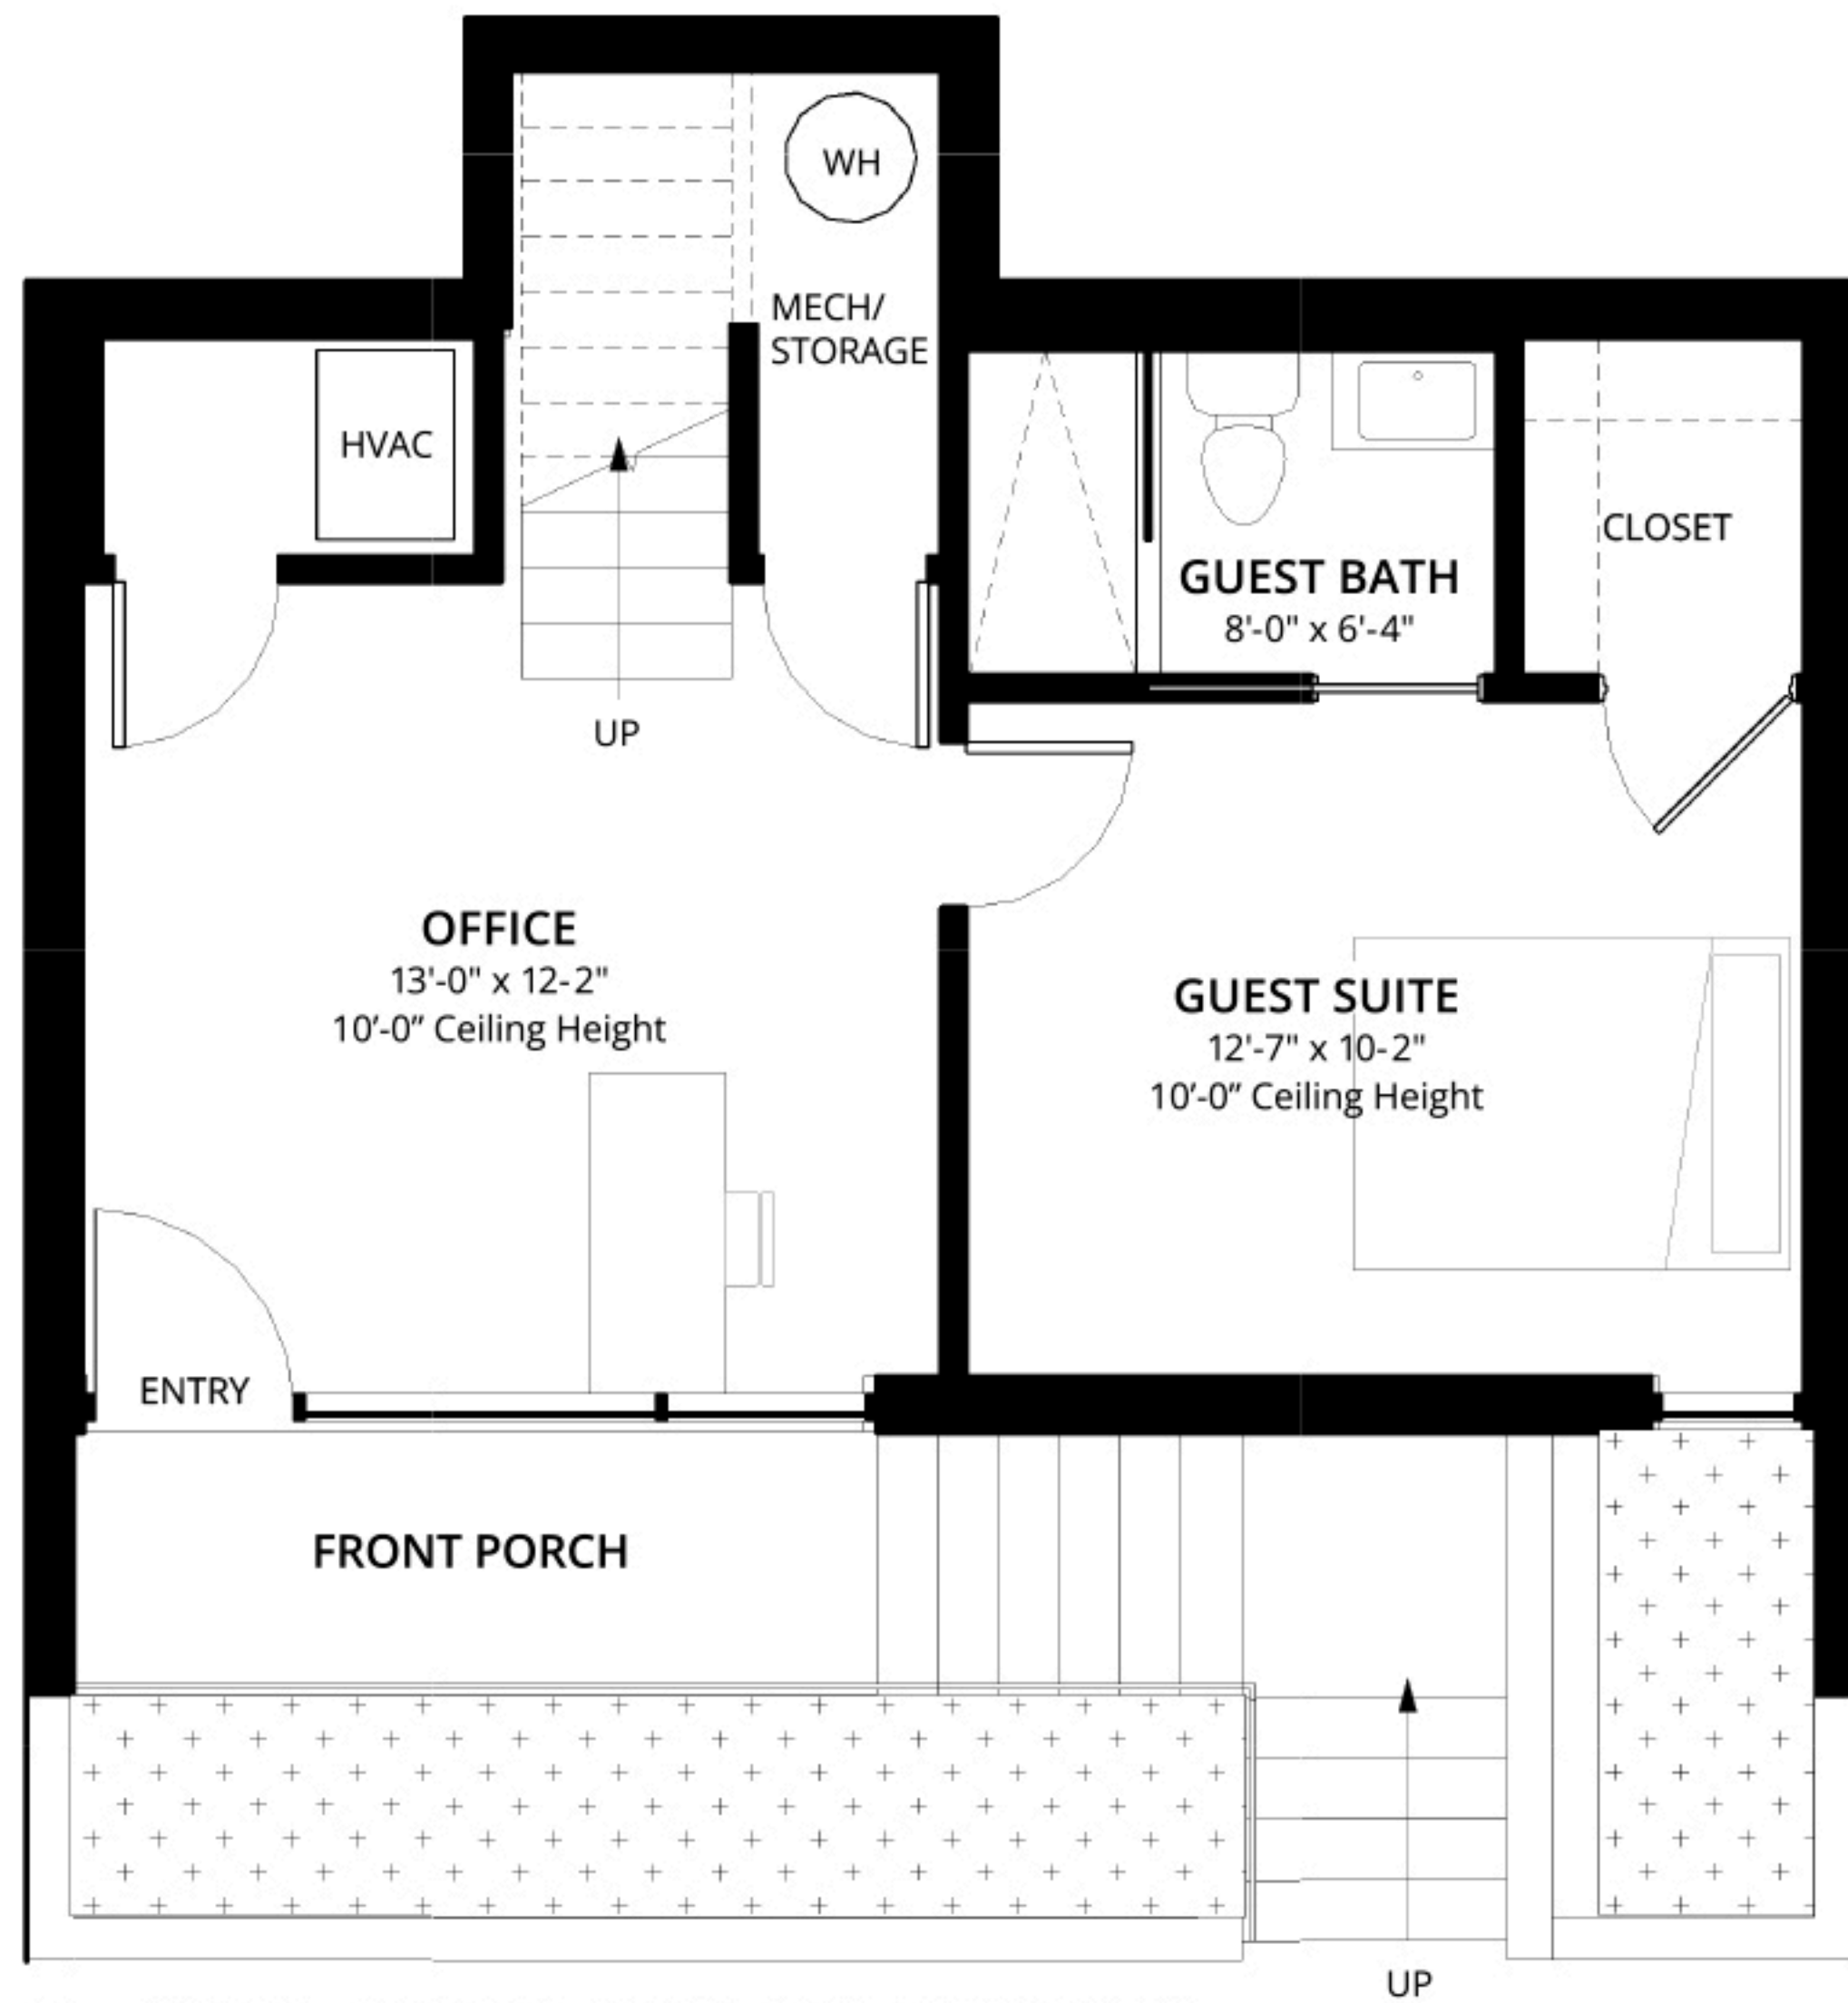 WH
MECH/
STORAGE
HVAC
CLOSET
GUEST BATH
8'-0" x 6'-4"
UP
OFFICE
13'-0" x 12-2"
10’-0” Ceiling Height
GUEST SUITE
12'-7" x 10-2"
10’-0” Ceiling Height
ENTRY
FRONT PORCH
UP